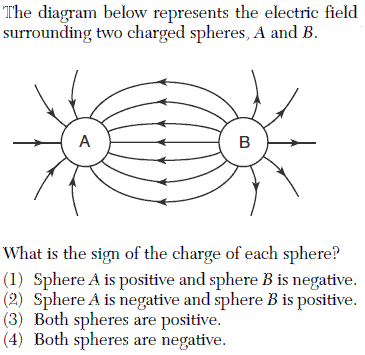 The diagram below represents the electric field
surrounding two charged spheres, A and B.
A
B
What is the sign of the charge of each sphere?
(1) Sphere A is positive and sphere B is negative.
(2) Sphere A is negative and sphere B is positive.
(3) Both spheres are positive.
(4) Both spheres are negative.